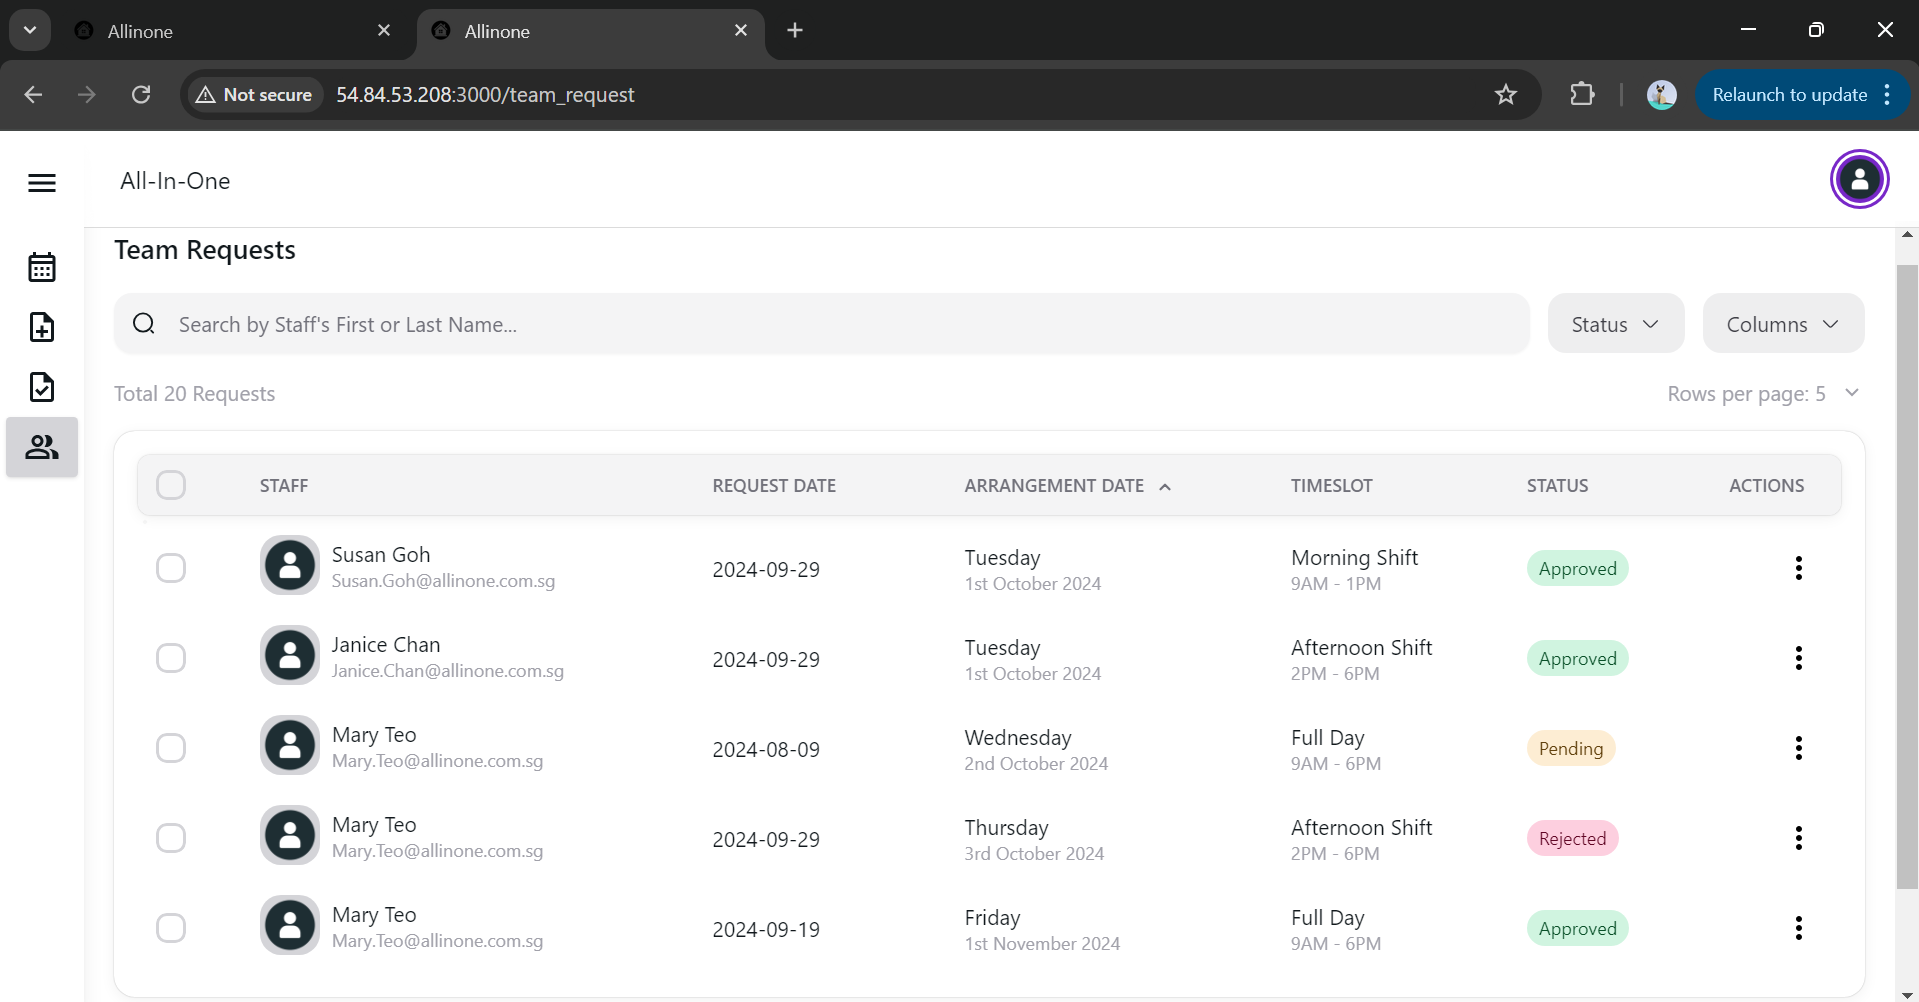 Allinone
Allinone
Not secure 54.84.53.208:3000/team_request
Relaunch to update
All-In-One
Team Requests
Search by Staff's First or Last Name...
Status
Columns
Total 20 Requests
Rows per page: 5
STAFF REQUEST DATE ARRANGEMENT DATE TIMESLOT STATUS ACTIONS
Susan Goh
Susan.Goh@allinone.com.sg
2024-09-29
Tuesday
1st October 2024
Morning Shift
9AM - 1PM
Approved
Janice Chan
Janice.Chan@allinone.com.sg
2024-09-29
Tuesday
1st October 2024
Afternoon Shift
2PM - 6PM
Approved
Mary Teo
Mary.Teo@allinone.com.sg
2024-08-09
Wednesday
2nd October 2024
Full Day
9AM - 6PM
Pending
Mary Teo
Mary.Teo@allinone.com.sg
2024-09-29
Thursday
3rd October 2024
Afternoon Shift
2PM - 6PM
Rejected
Mary Teo
Mary.Teo@allinone.com.sg
2024-09-19
Friday
1st November 2024
Full Day
9AM - 6PM
Approved